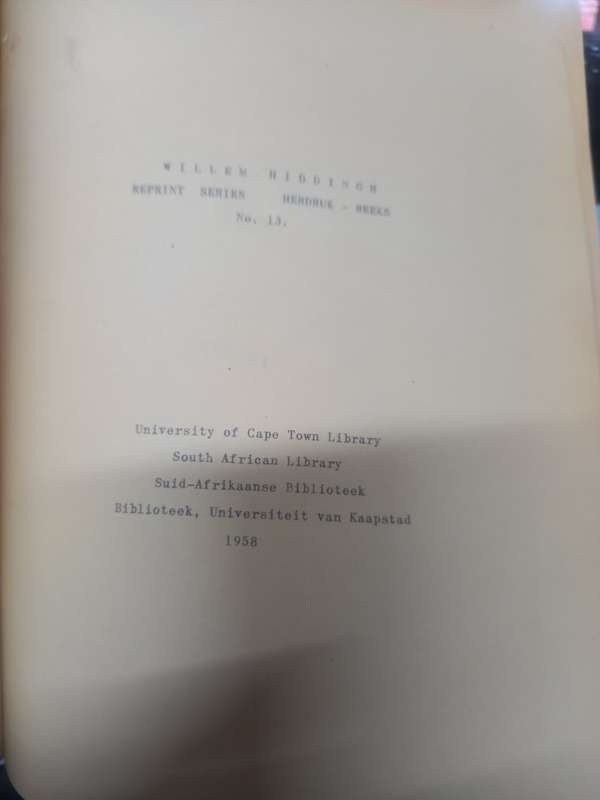 WILLEM HIDDINGH
REPRINT SERIES HERDRUK - REEKS
No. 13.
University of Cape Town Library
South African Library
Suid-Afrikaanse Biblioteek
Biblioteek, Universiteit van Kaapstad
1958